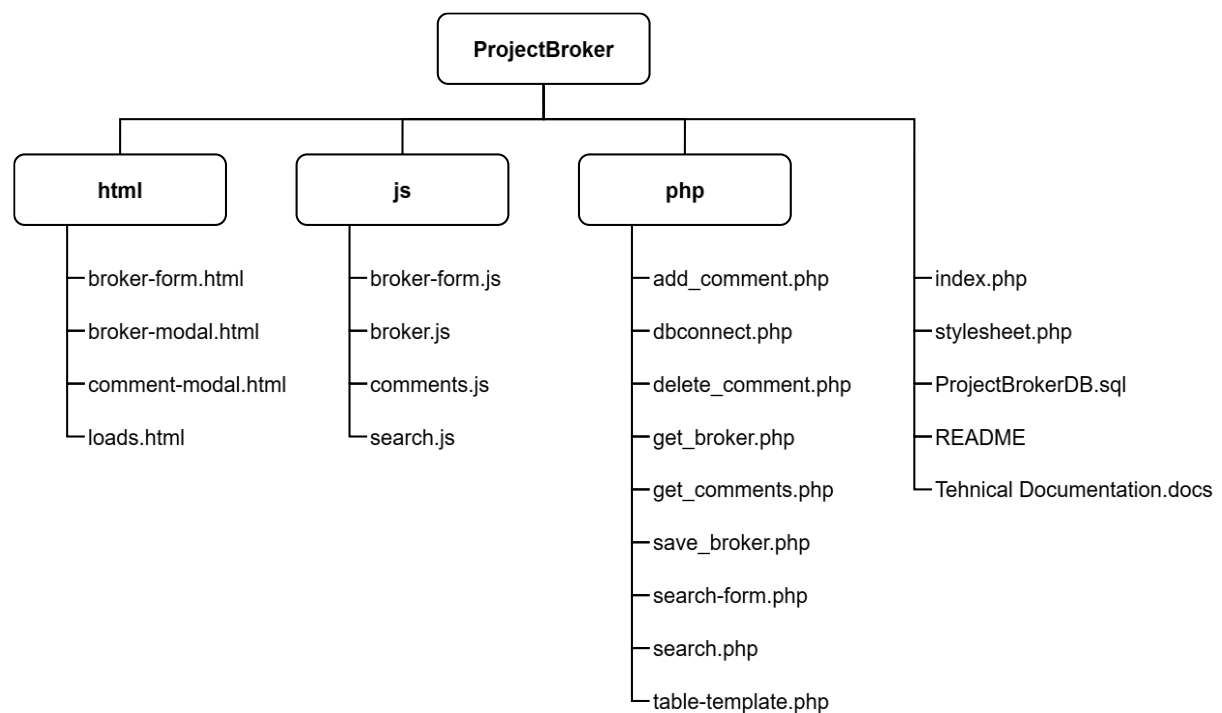 ProjectBroker
html
js
php
broker-form.html
broker-modal.html
comment-modal.html
loads.html
broker-form.js
broker.js
comments.js
search.js
add_comment.php
dbconnect.php
delete_comment.php
get_broker.php
get_comments.php
save_broker.php
search-form.php
search.php
table-template.php
index.php
stylesheet.php
ProjectBrokerDB.sql
README
Tehnical Documentation.docs